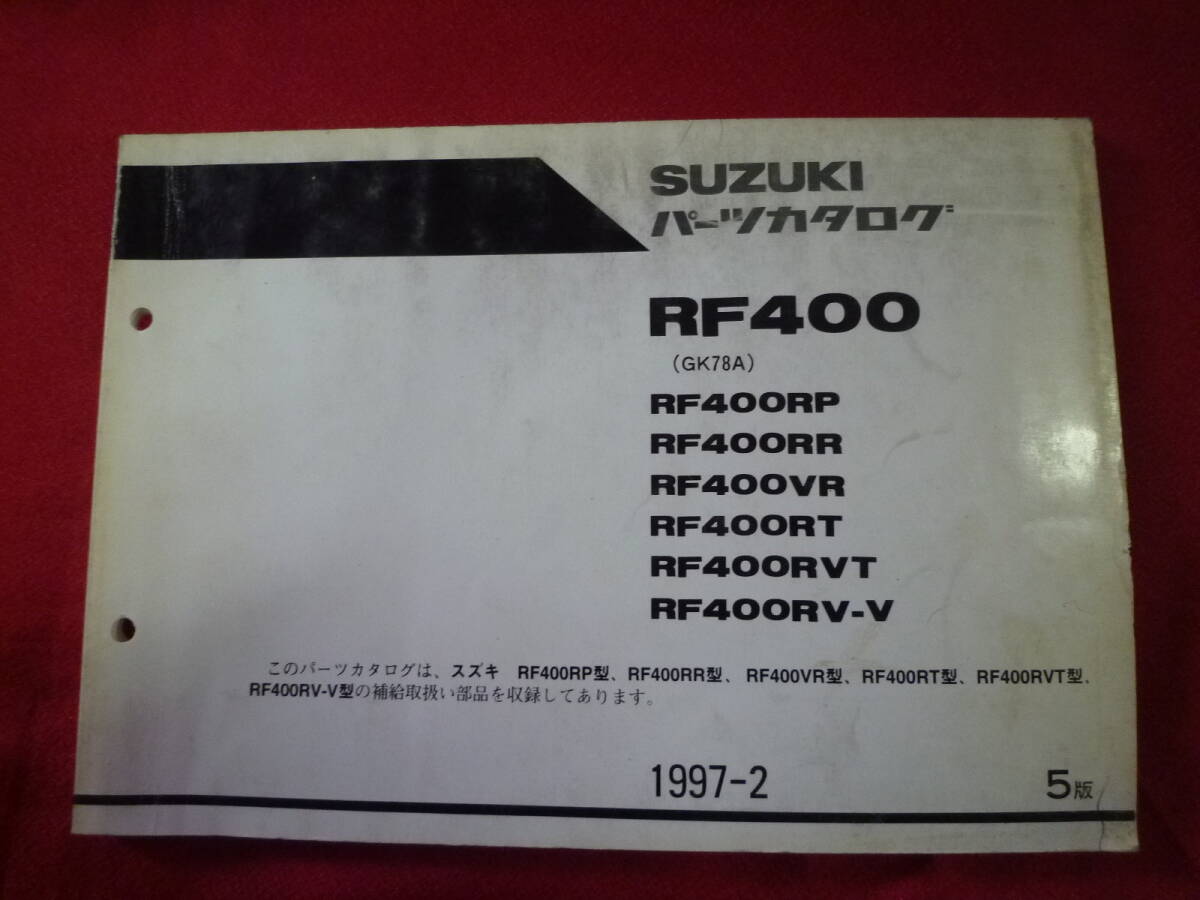 SUZUKI
パーツカタログ
RF400
(GK78A)
RF400RP
RF400RR
RF400VR
RF400RT
RF400RVT
RF400RV-V
このパーツカタログは、スズキ RF400RP型、RF400RR型、RF400VR型、RF400RT型、RF400RVT型、
RF400RV-V型の補給取扱い部品を収録してあります。
1997-2 5版